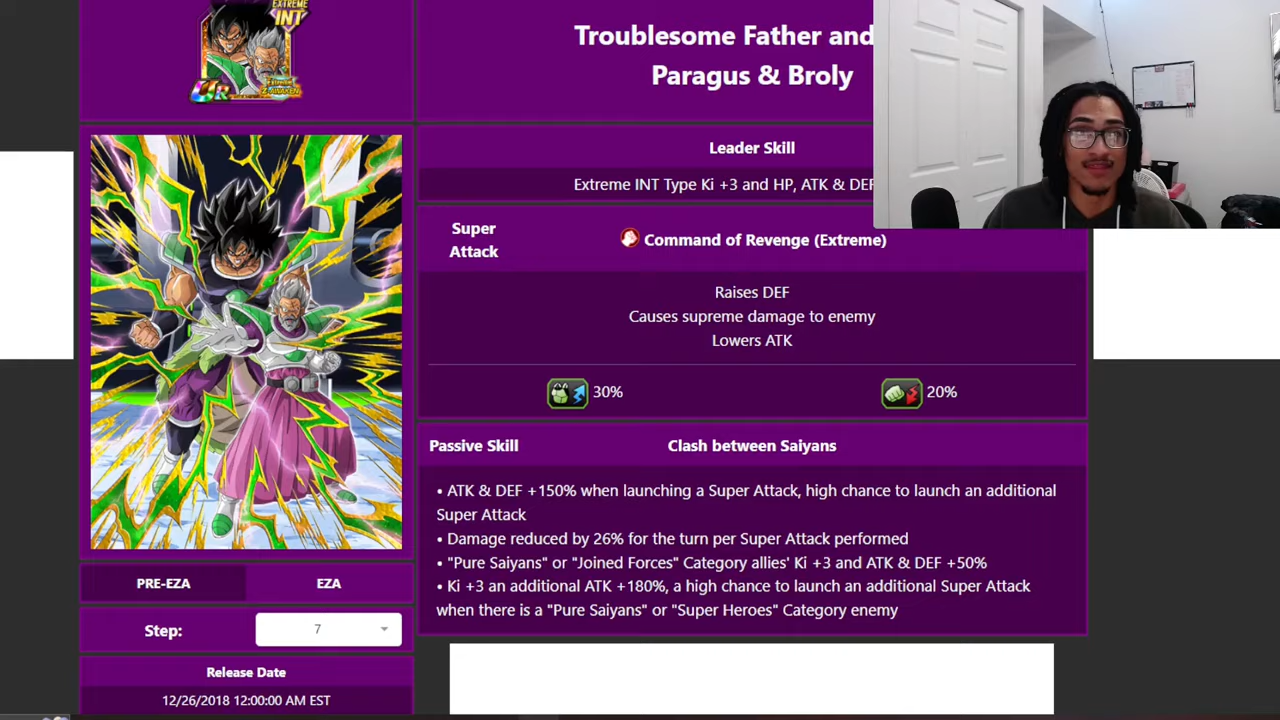 EXTREME
INT
UR
EXTREME
Z-AWAKEN
Troublesome Father and
Paragus & Broly
Leader Skill
Extreme INT Type Ki +3 and HP, ATK & DEF
Super
Attack
Command of Revenge (Extreme)
Raises DEF
Causes supreme damage to enemy
Lowers ATK
30%
20%
Passive Skill
Clash between Saiyans
• ATK & DEF +150% when launching a Super Attack, high chance to launch an additional
Super Attack
• Damage reduced by 26% for the turn per Super Attack performed
• "Pure Saiyans" or "Joined Forces" Category allies' Ki +3 and ATK & DEF +50%
• Ki +3 an additional ATK +180%, a high chance to launch an additional Super Attack
when there is a "Pure Saiyans" or "Super Heroes" Category enemy
PRE-EZA
EZA
Step:
7
Release Date
12/26/2018 12:00:00 AM EST